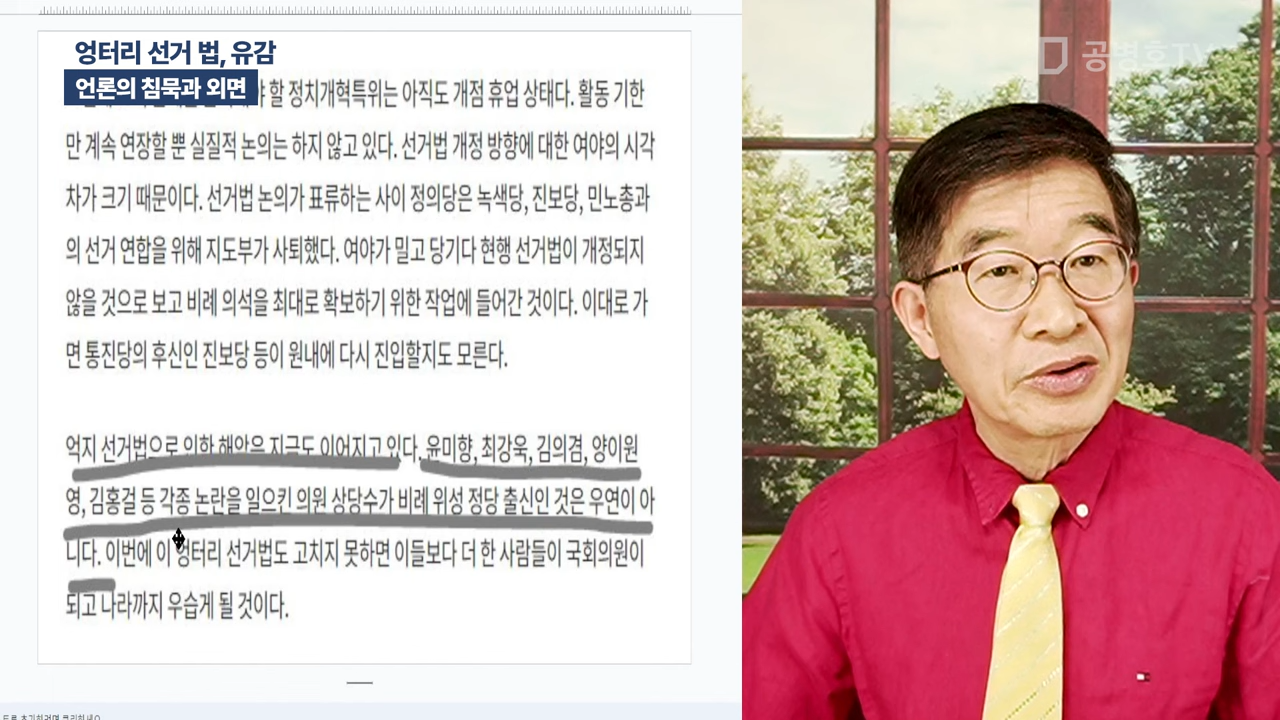 엉터리 선거 법, 유감
언론의 침묵과 외면
공병호TV
할 정치개혁특위는 아직도 개점 휴업 상태다. 활동 기한
만 계속 연장할 뿐 실질적 논의는 하지 않고 있다. 선거법 개정 방향에 대한 여야의 시각
차가 크기 때문이다. 선거법 논의가 표류하는 사이 정의당은 녹색당, 진보당, 민노총과
의 선거 연합을 위해 지도부가 사퇴했다. 여야가 밀고 당기다 현행 선거법이 개정되지
않을 것으로 보고 비례 의석을 최대로 확보하기 위한 작업에 들어간 것이다. 이대로 가
면 통진당의 후신인 진보당 등이 원내에 다시 진입할지도 모른다.
억지 선거법으로 인한 해악은 지금도 이어지고 있다. 윤미향, 최강욱, 김의겸, 양이원
영, 김홍걸 등 각종 논란을 일으킨 의원 상당수가 비례 위성 정당 출신인 것은 우연이 아
니다. 이번에 이 엉터리 선거법도 고치지 못하면 이들보다 더 한 사람들이 국회의원이
되고 나라까지 우습게 될 것이다.